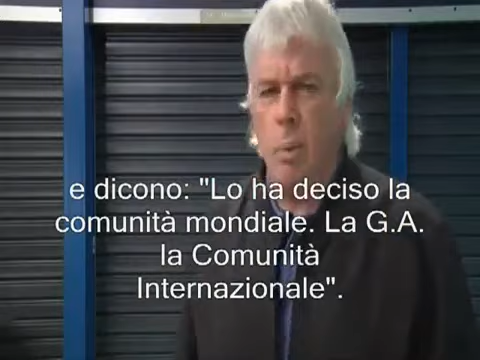 e dicono: "Lo ha deciso la
comunità mondiale. La G.A.
la Comunità
Internazionale".